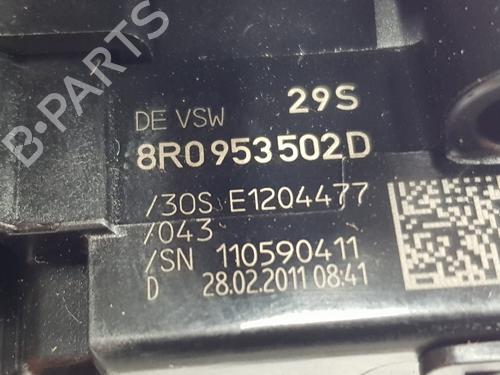 29S
DE VSW
8R0953502D
/30S E1204477
/043
/SN 110590411
D 28.02.2011 08:41
B PARTS